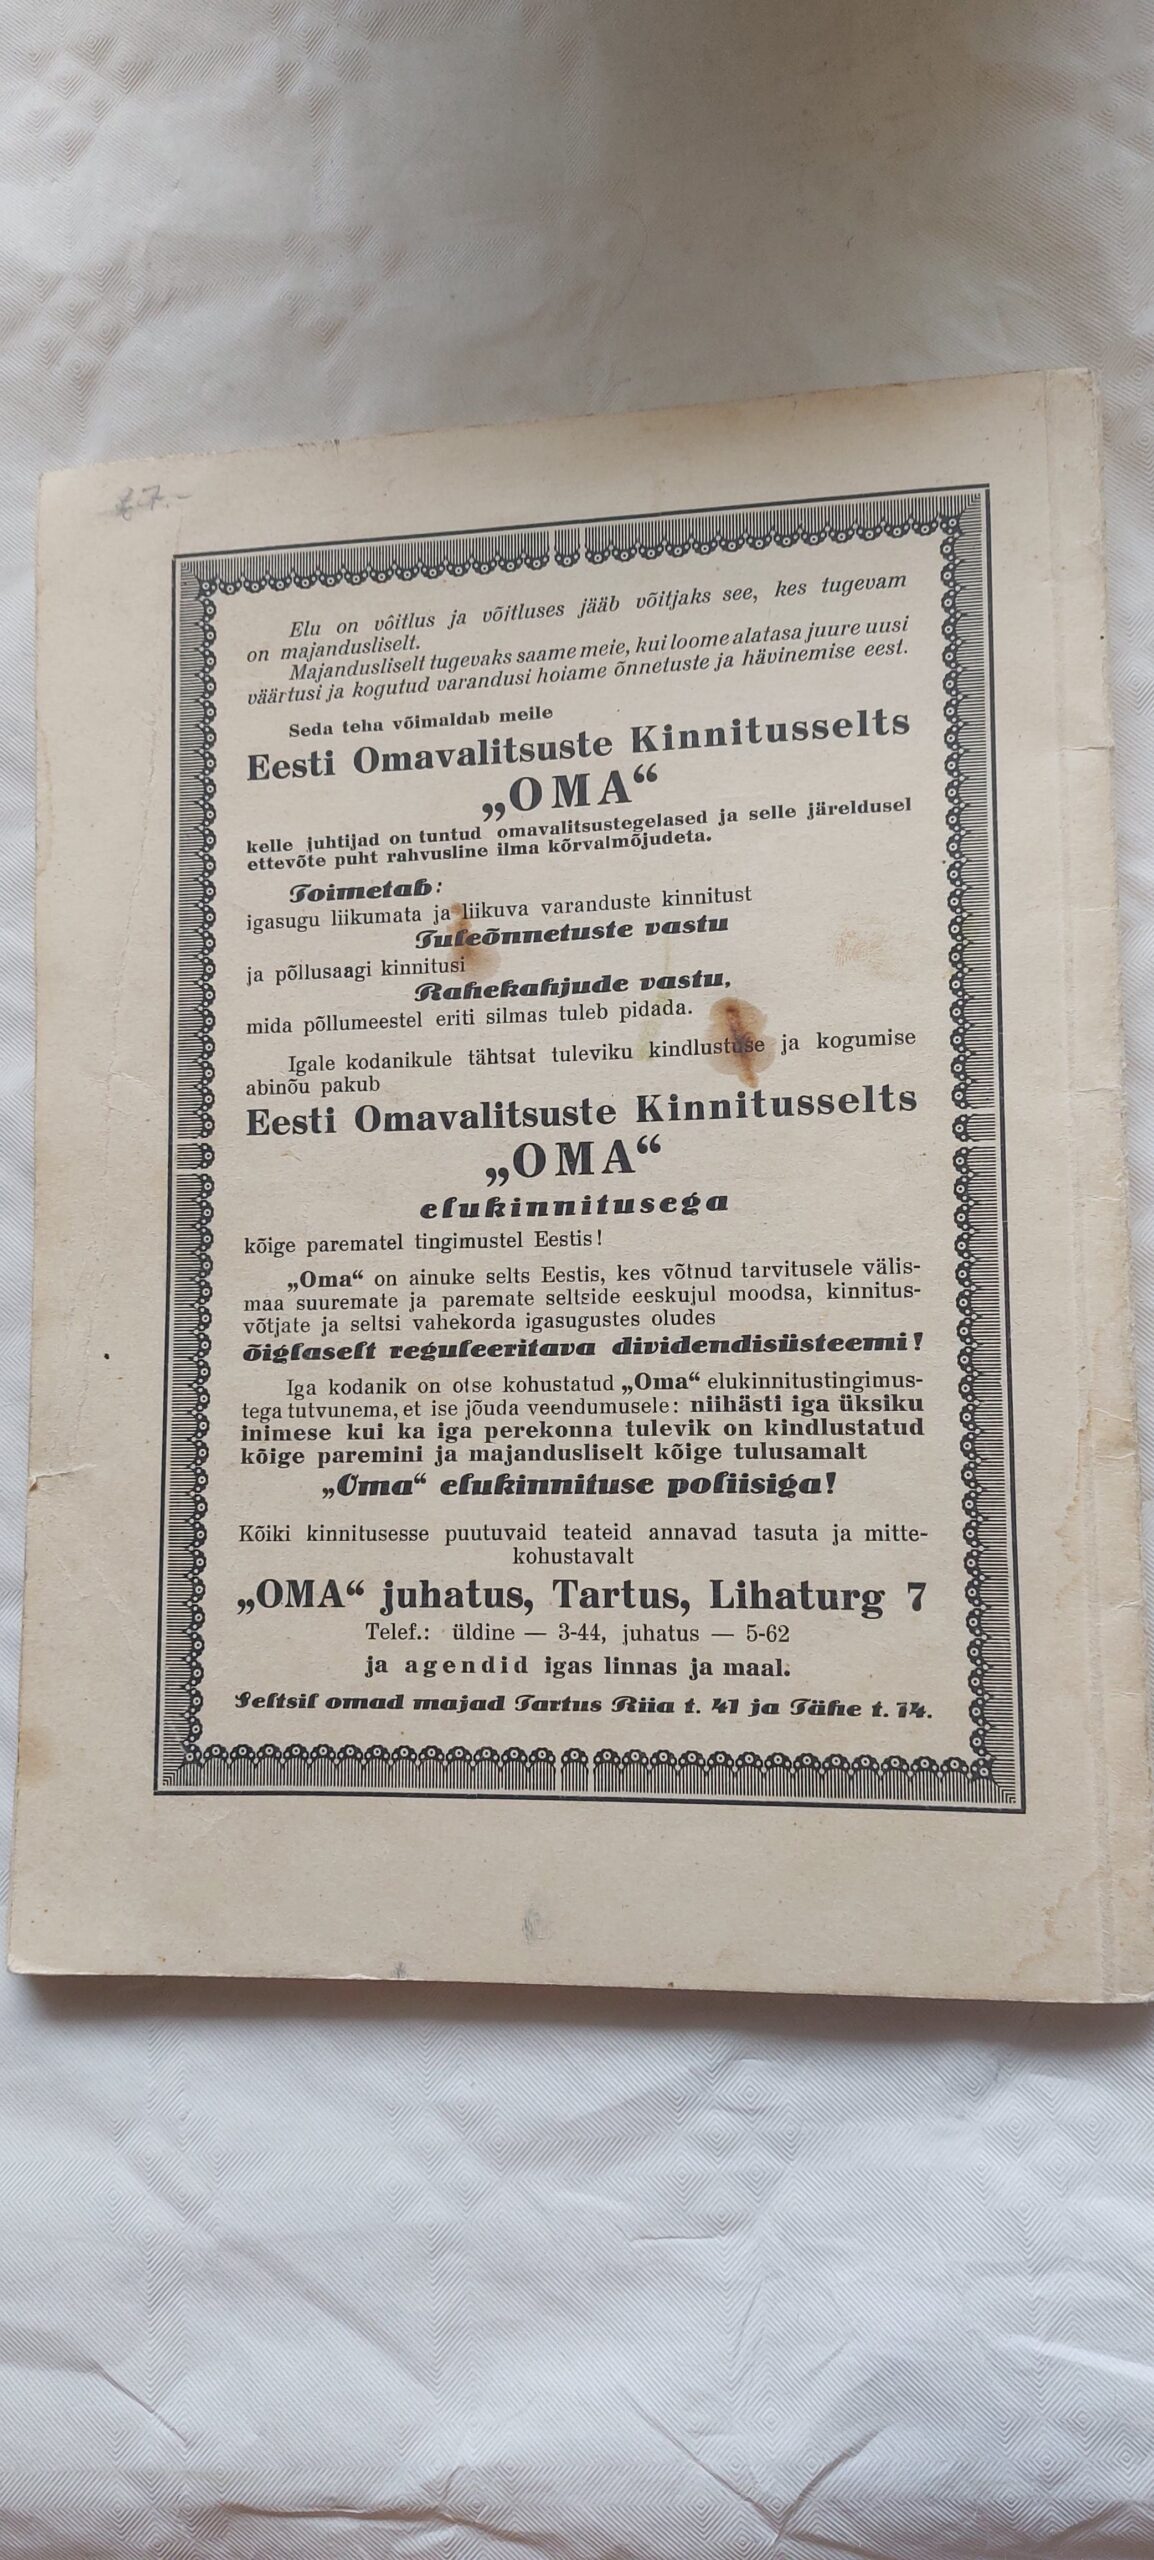 27.-
Elu on võitlus ja võitluses jääb võitjaks see, kes tugevam
on majandusliselt.
Majandusliselt tugevaks saame meie, kui loome alatasa juure uusi
väärtusi ja kogutud varandusi hoiame õnnetuste ja hävinemise eest.
Seda teha võimaldab meile
Eesti Omavalitsuste Kinnitusselts
„OMA“
kelle juhtijad on tuntud omavalitsustegelased ja selle järeldusel
ettevõte puht rahvusline ilma kõrvalmõjudeta.
Toimetab:
igasugu liikumata ja liikuva varanduste kinnitust
Tuleõnnetuste vastu
ja põllusaagi kinnitusi
Rahekahjude vastu,
mida põllumeestel eriti silmas tuleb pidada.
Igale kodanikule tähtsat tuleviku kindlustuse ja kogumise
abinõu pakub
Eesti Omavalitsuste Kinnitusselts
„OMA“
elukinnitusega
kõige parematel tingimustel Eestis!
„Oma“ on ainuke selts Eestis, kes võtnud tarvitusele välis-
maa suuremate ja paremate seltside eeskujul moodsa, kinnitus-
võtjate ja seltsi vahekorda igasugustes oludes
õiglaselt reguleeritava dividendisüsteemi!
Iga kodanik on otse kohustatud „Oma“ elukinnitustingimus-
tega tutvunema, et ise jõuda veendumusele: niihästi iga üksiku
inimese kui ka iga perekonna tulevik on kindlustatud
kõige paremini ja majandusliselt kõige tulusamalt
„Oma“ elukinnituse poliisiga!
Kõiki kinnitusesse puutuvaid teateid annavad tasuta ja mitte-
kohustavalt
„OMA“ juhatus, Tartus, Lihaturg 7
Telef.: üldine — 3-44, juhatus — 5-62
ja agendid igas linnas ja maal.
Seltsil omad majad Tartus Riia t. 41 ja Tähe t. 14.